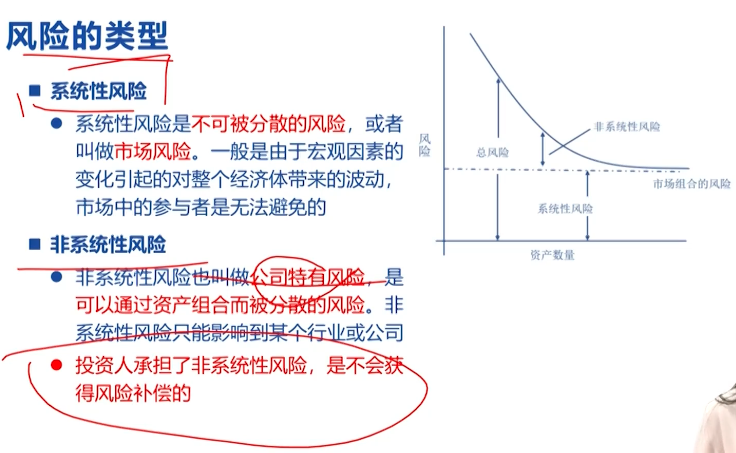 风险的类型
系统性风险
系统性风险是不可被分散的风险，或者
叫做市场风险。一般是由于宏观因素的
变化引起的对整个经济体带来的波动，
市场中的参与者是无法避免的
非系统性风险
非系统性风险也叫做公司特有风险，是
可以通过资产组合而被分散的风险。非
系统性风险只能影响到某个行业或公司
投资人承担了非系统性风险，是不会获
得风险补偿的
风险
总风险
非系统性风险
市场组合的风险
系统性风险
资产数量